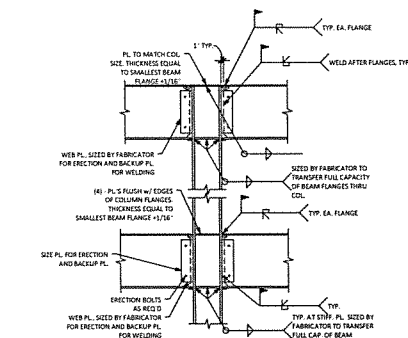 TYP. EA. FLANGE
1" TYP.
PL. TO MATCH COL.
SIZE. THICKNESS EQUAL
TO SMALLEST BEAM
FLANGE +1/16"
WELD AFTER FLANGES, TYP.
WEB PL. SIZED BY FABRICATOR
FOR ERECTION AND BACKUP PL.
FOR WELDING
SIZED BY FABRICATOR TO
TRANSFER FULL CAPACITY
OF BEAM FLANGES THRU
COL.
(4) - PL'S FLUSH W/ EDGES
OF COLUMN FLANGES.
THICKNESS EQUAL TO
SMALLEST BEAM FLANGE +1/16"
TYP. EA. FLANGE
SIZE PL. FOR ERECTION
AND BACKUP PL.
ERECTION BOLTS
AS REQ'D
WEB PL. SIZED BY FABRICATOR
FOR ERECTION AND BACKUP PL.
FOR WELDING
TYP.
TYP. AT STIFF. PL. SIZED BY
FABRICATOR TO TRANSFER
FULL CAP. OF BEAM